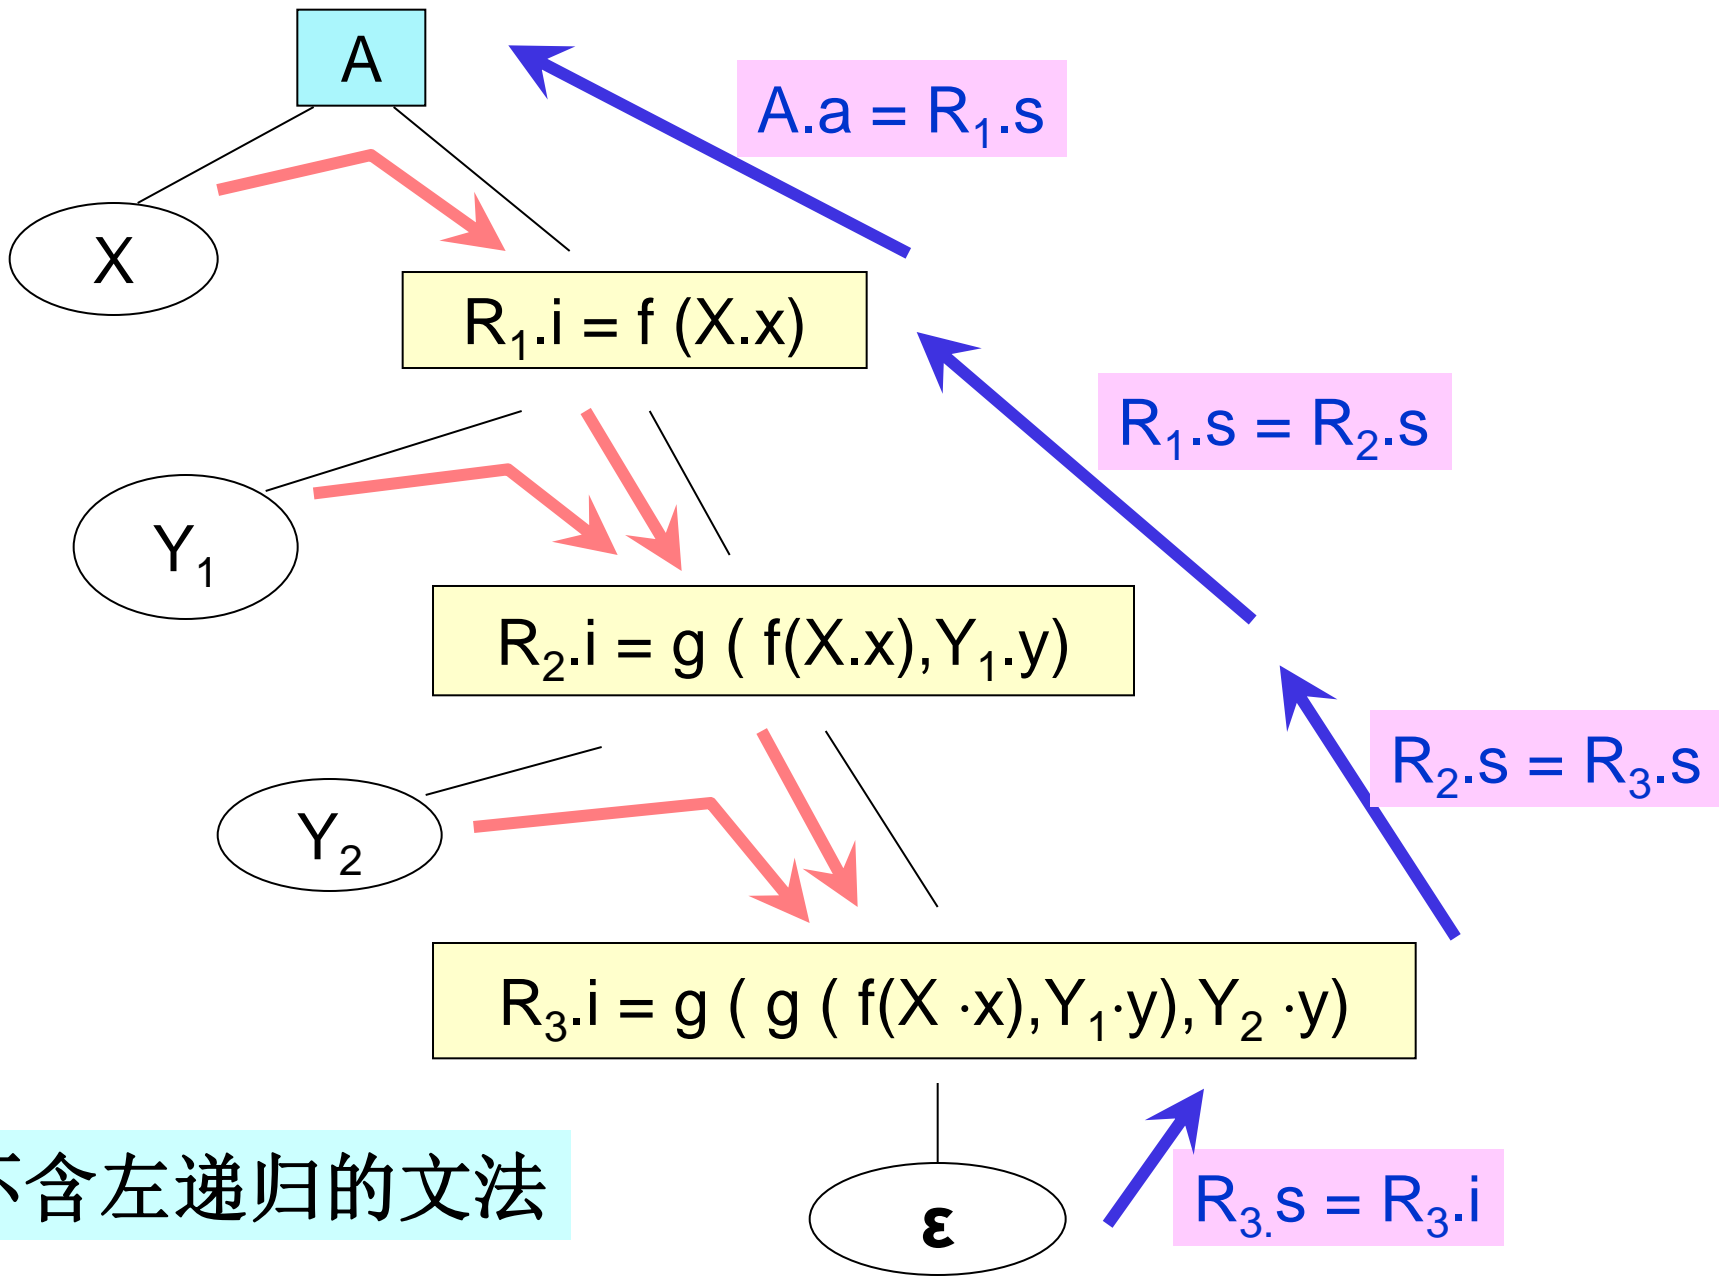 A
A.a = R₁.s
X
R₁.i = f (X.x)
R₁.s = R₂.s
Y₁
R₂.i = g ( f(X.x),Y₁.y)
R₂.s = R₃.s
Y₂
R₃.i = g ( g ( f(X ·x),Y₁·y),Y₂ ·y)
不含左递归的文法
ε
R₃.s = R₃.i